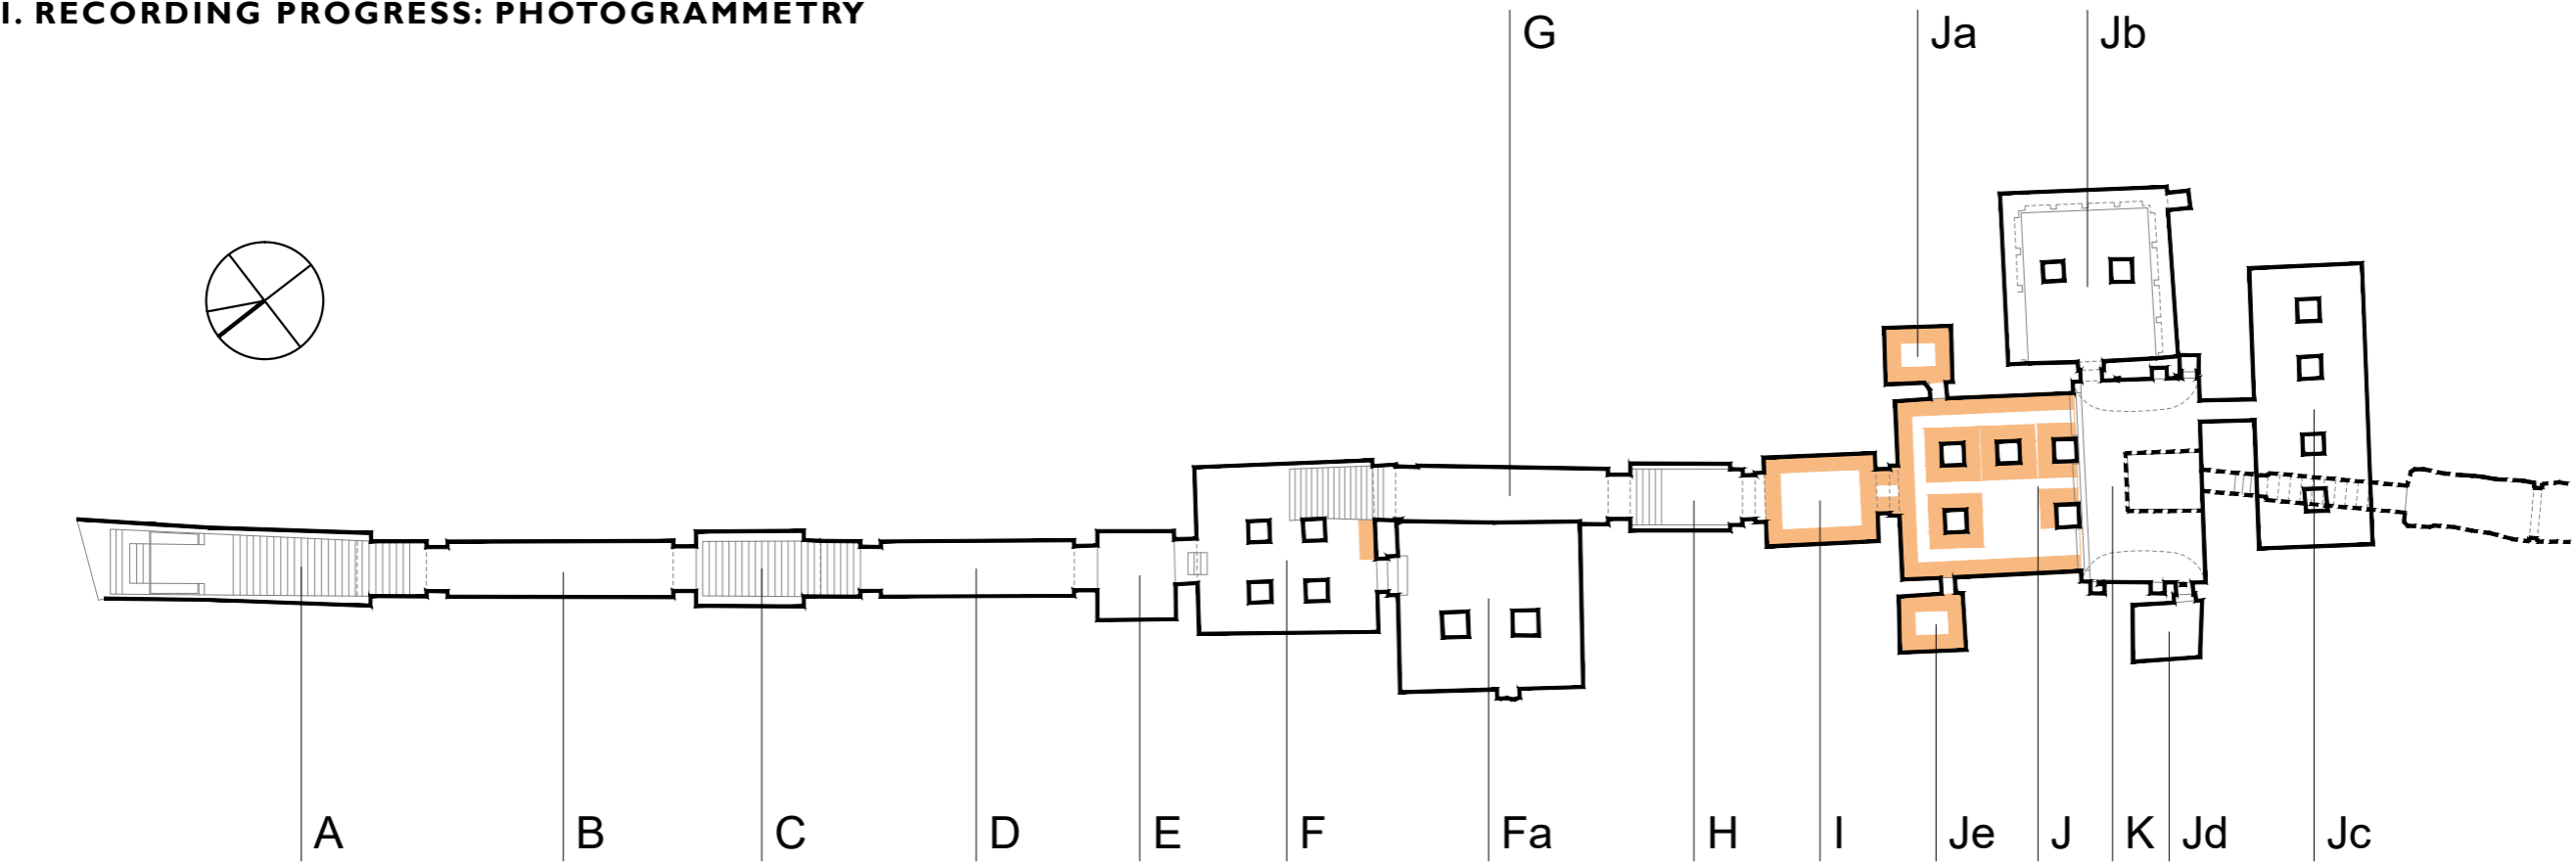 I. RECORDING PROGRESS: PHOTOGRAMMETRY
G
Ja
Jb
A
B
C
D
E
F
Fa
H
I
Je
J
K
Jd
Jc